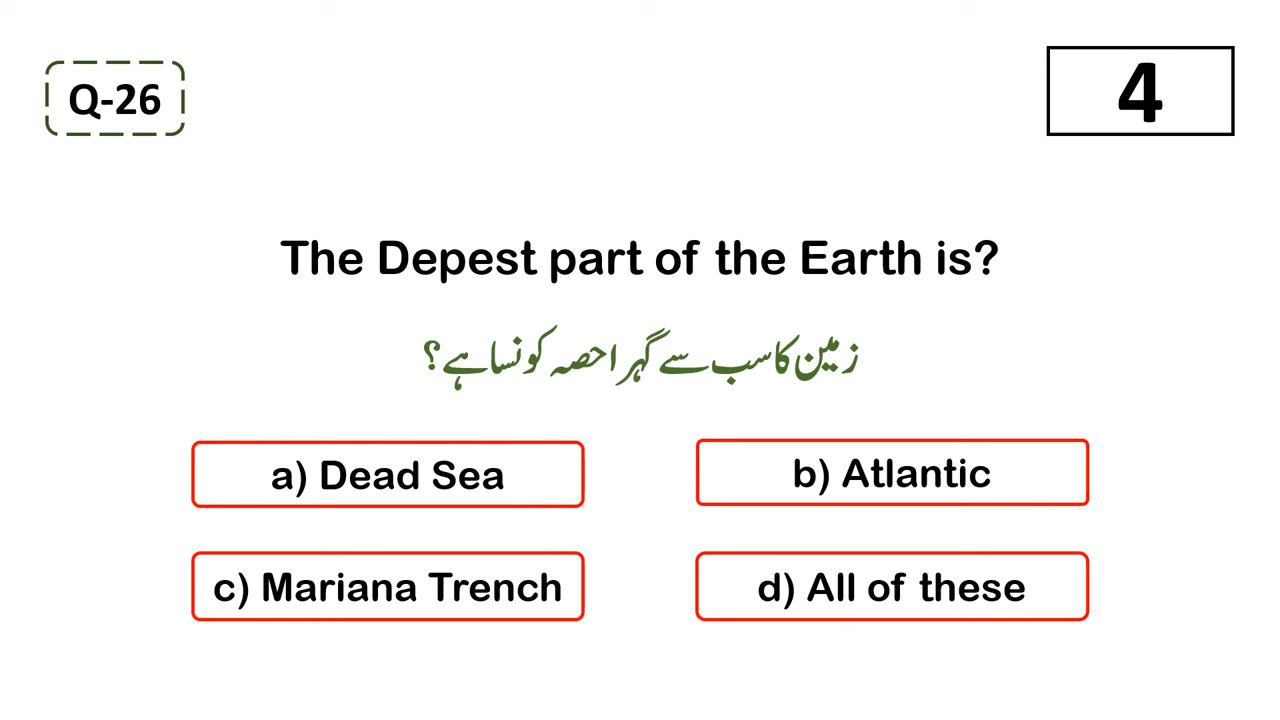 Q-26
4
The Depest part of the Earth is?
زمین کا سب سے گہرا حصہ کونسا ہے؟
a) Dead Sea
b) Atlantic
c) Mariana Trench
d) All of these